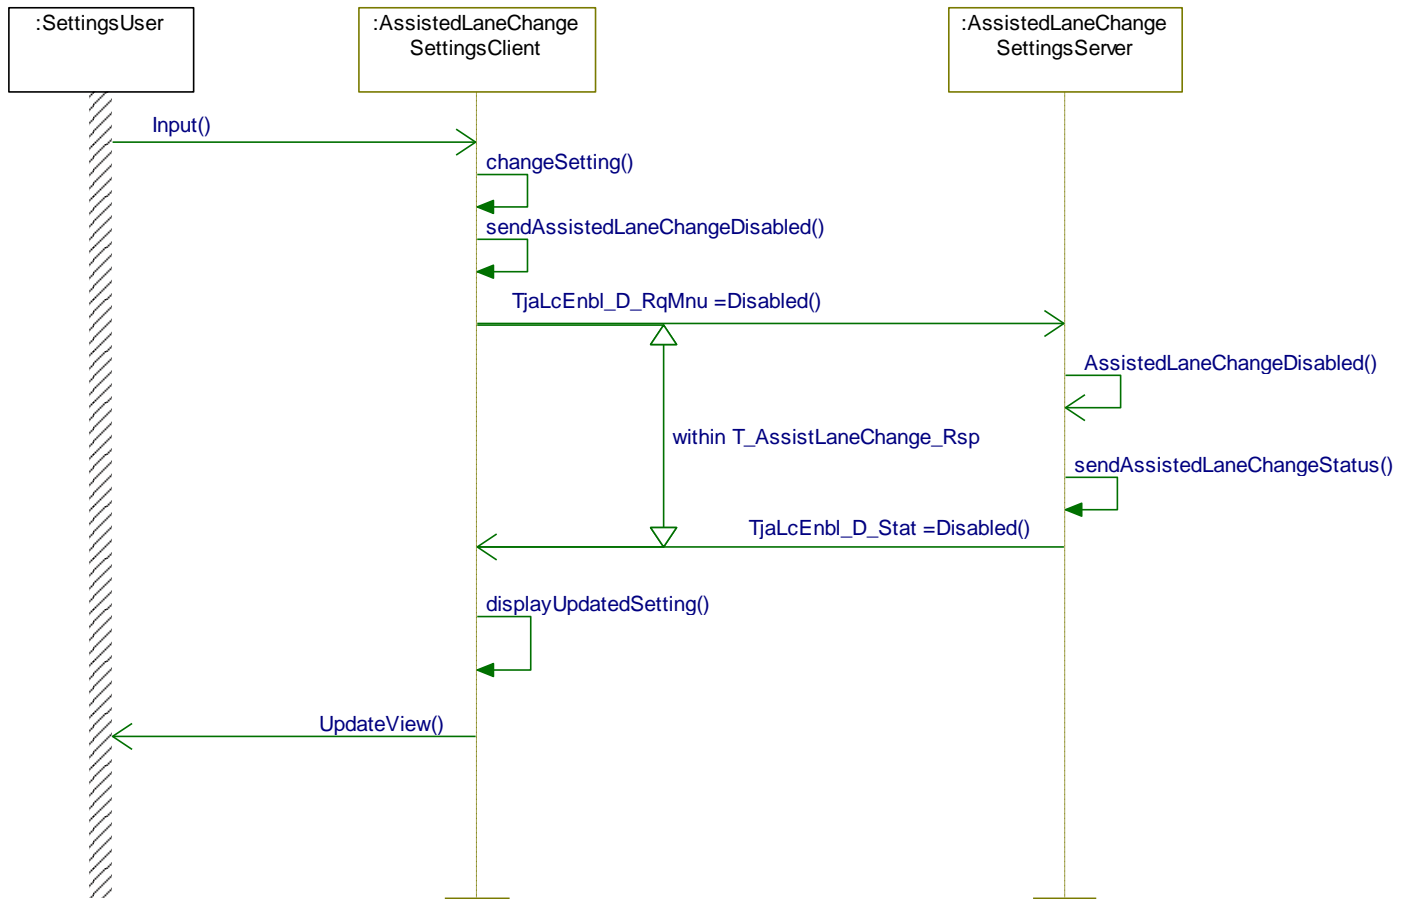 :SettingsUser
:AssistedLaneChange
SettingsClient
:AssistedLaneChange
SettingsServer
Input()
changeSetting()
sendAssistedLaneChangeDisabled()
TjaLcEnbl_D_RqMnu =Disabled()
AssistedLaneChangeDisabled()
within T_AssistLaneChange_Rsp
sendAssistedLaneChangeStatus()
TjaLcEnbl_D_Stat =Disabled()
displayUpdatedSetting()
UpdateView()